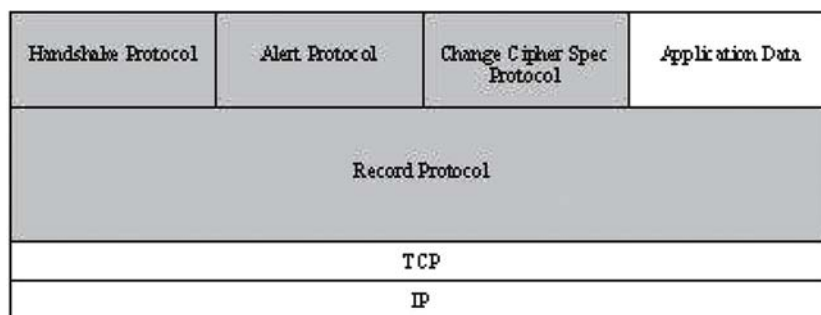 Handshake Protocol
Alert Protocol
Change Cipher Spec
Protocol
Application Data
Record Protocol
TCP
IP